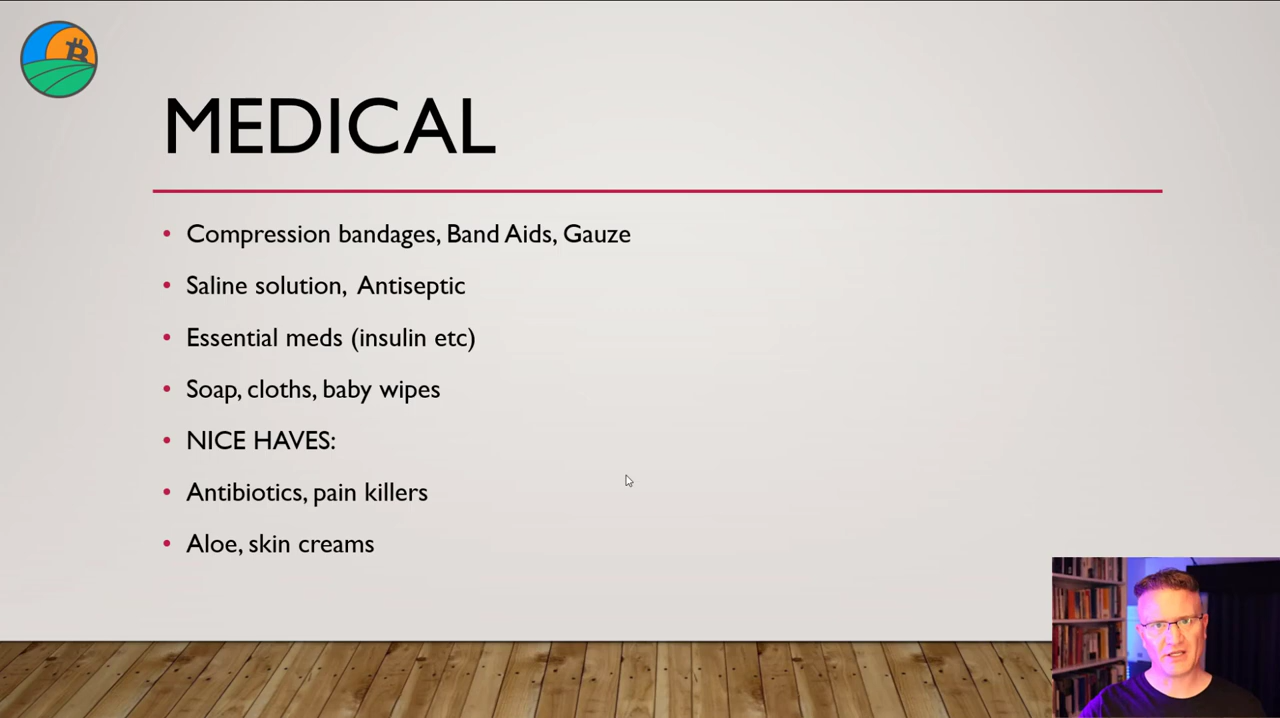 MEDICAL
Compression bandages, Band Aids, Gauze
Saline solution, Antiseptic
Essential meds (insulin etc)
Soap, cloths, baby wipes
NICE HAVES:
Antibiotics, pain killers
Aloe, skin creams